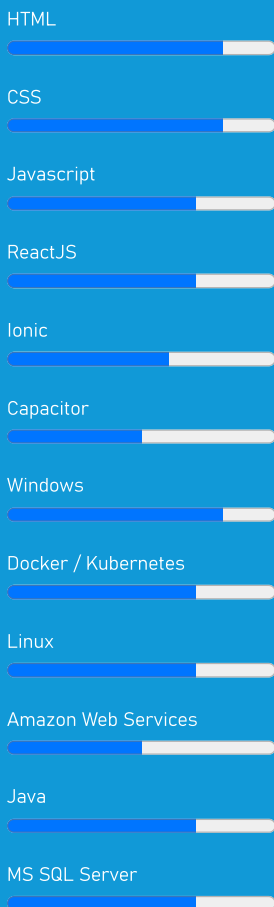 HTML
CSS
Javascript
ReactJS
Ionic
Capacitor
Windows
Docker / Kubernetes
Linux
Amazon Web Services
Java
MS SQL Server